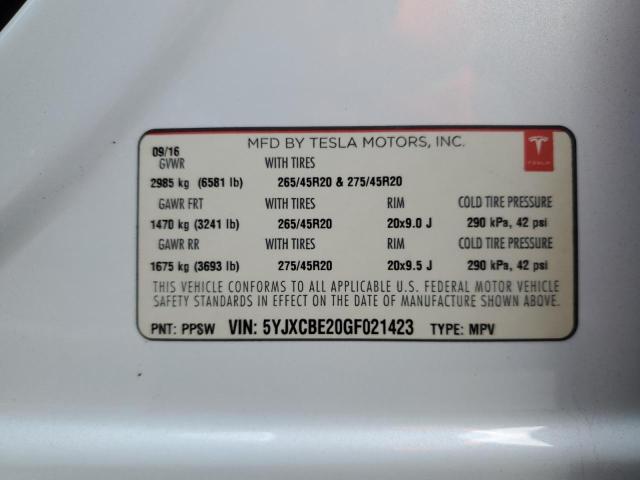 MFD BY TESLA MOTORS, INC.
TESLA
09/16
GVWR WITH TIRES
2985 kg (6581 lb) 265/45R20 & 275/45R20
GAWR FRT WITH TIRES RIM COLD TIRE PRESSURE
1470 kg (3241 lb) 265/45R20 20x9.0 J 290 kPa, 42 psi
GAWR RR WITH TIRES RIM COLD TIRE PRESSURE
1675 kg (3693 lb) 275/45R20 20x9.5 J 290 kPa, 42 psi
THIS VEHICLE CONFORMS TO ALL APPLICABLE U.S. FEDERAL MOTOR VEHICLE
SAFETY STANDARDS IN EFFECT ON THE DATE OF MANUFACTURE SHOWN ABOVE.
PNT: PPSW VIN: 5YJXCBE20GF021423 TYPE: MPV